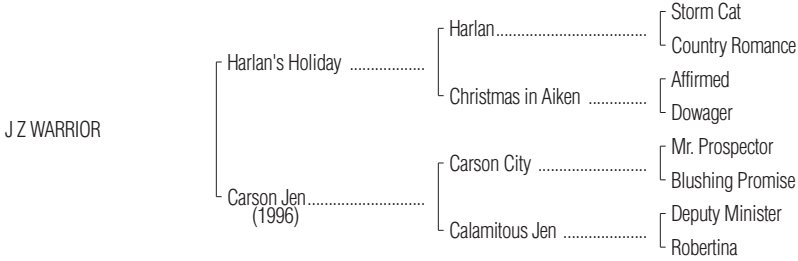 Storm Cat
Harlan
Country Romance
Harlan's Holiday
Affirmed
Christmas in Aiken
Dowager
J Z WARRIOR
Mr. Prospector
Carson City
Blushing Promise
Carson Jen
(1996)
Deputy Minister
Calamitous Jen
Robertina